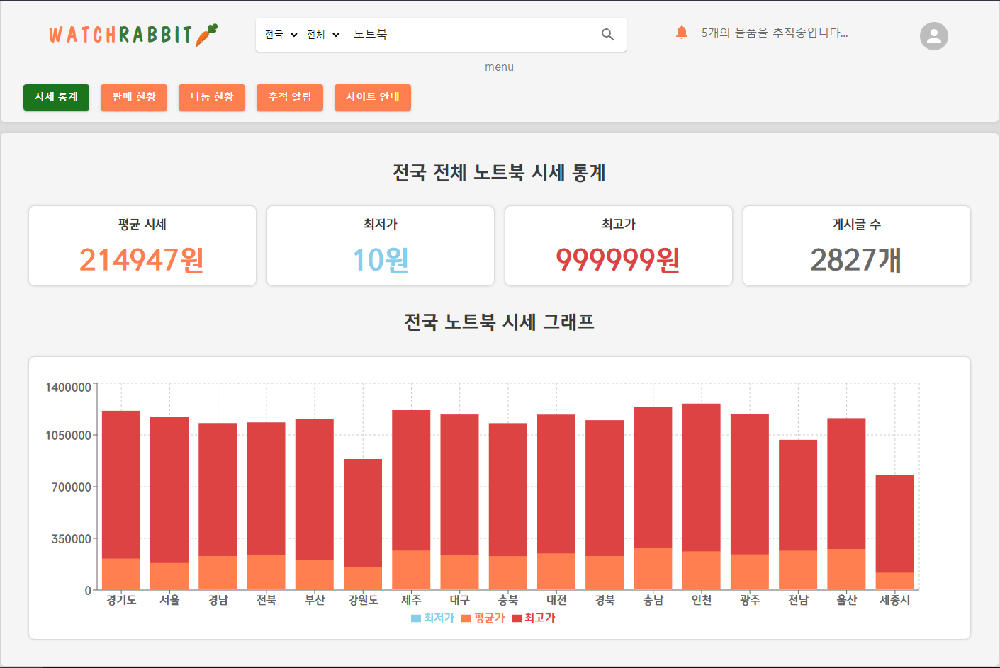 WATCHRABBIT
전국 전체 노트북
5개의 물품을 추적중입니다...
menu
시세 통계 판매 현황 나눔 현황 추적 알림 사이트 안내
전국 전체 노트북 시세 통계
평균 시세 최저가 최고가 게시글 수
214947원 10원 999999원 2827개
전국 노트북 시세 그래프
1400000
1050000
700000
350000
0
경기도 서울 경남 전북 부산 강원도 제주 대구 충북 대전 경북 충남 인천 광주 전남 울산 세종시
최저가 평균가 최고가